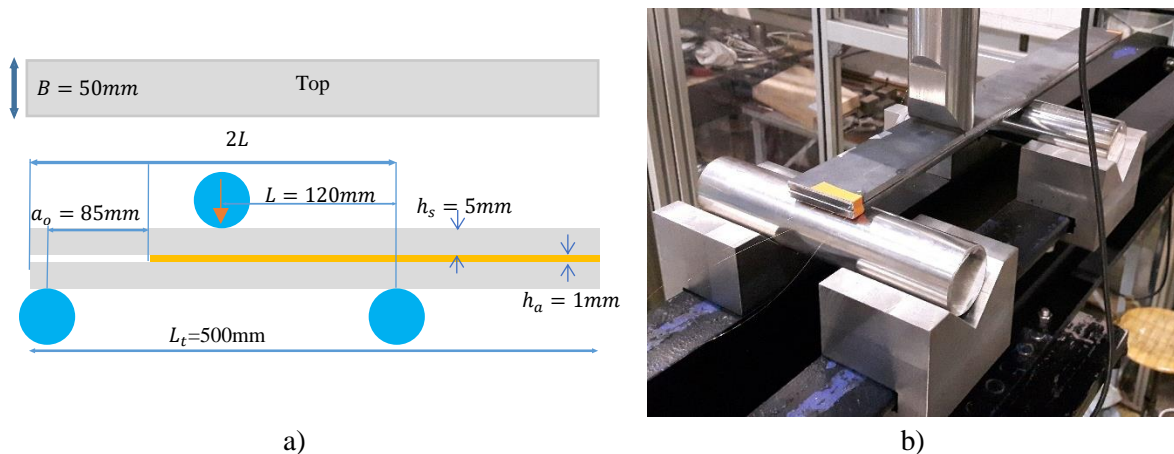 B = 50mm
Top
2L
L = 120mm
a_o = 85mm
h_s = 5mm
h_a = 1mm
L_t=500mm
a)
b)